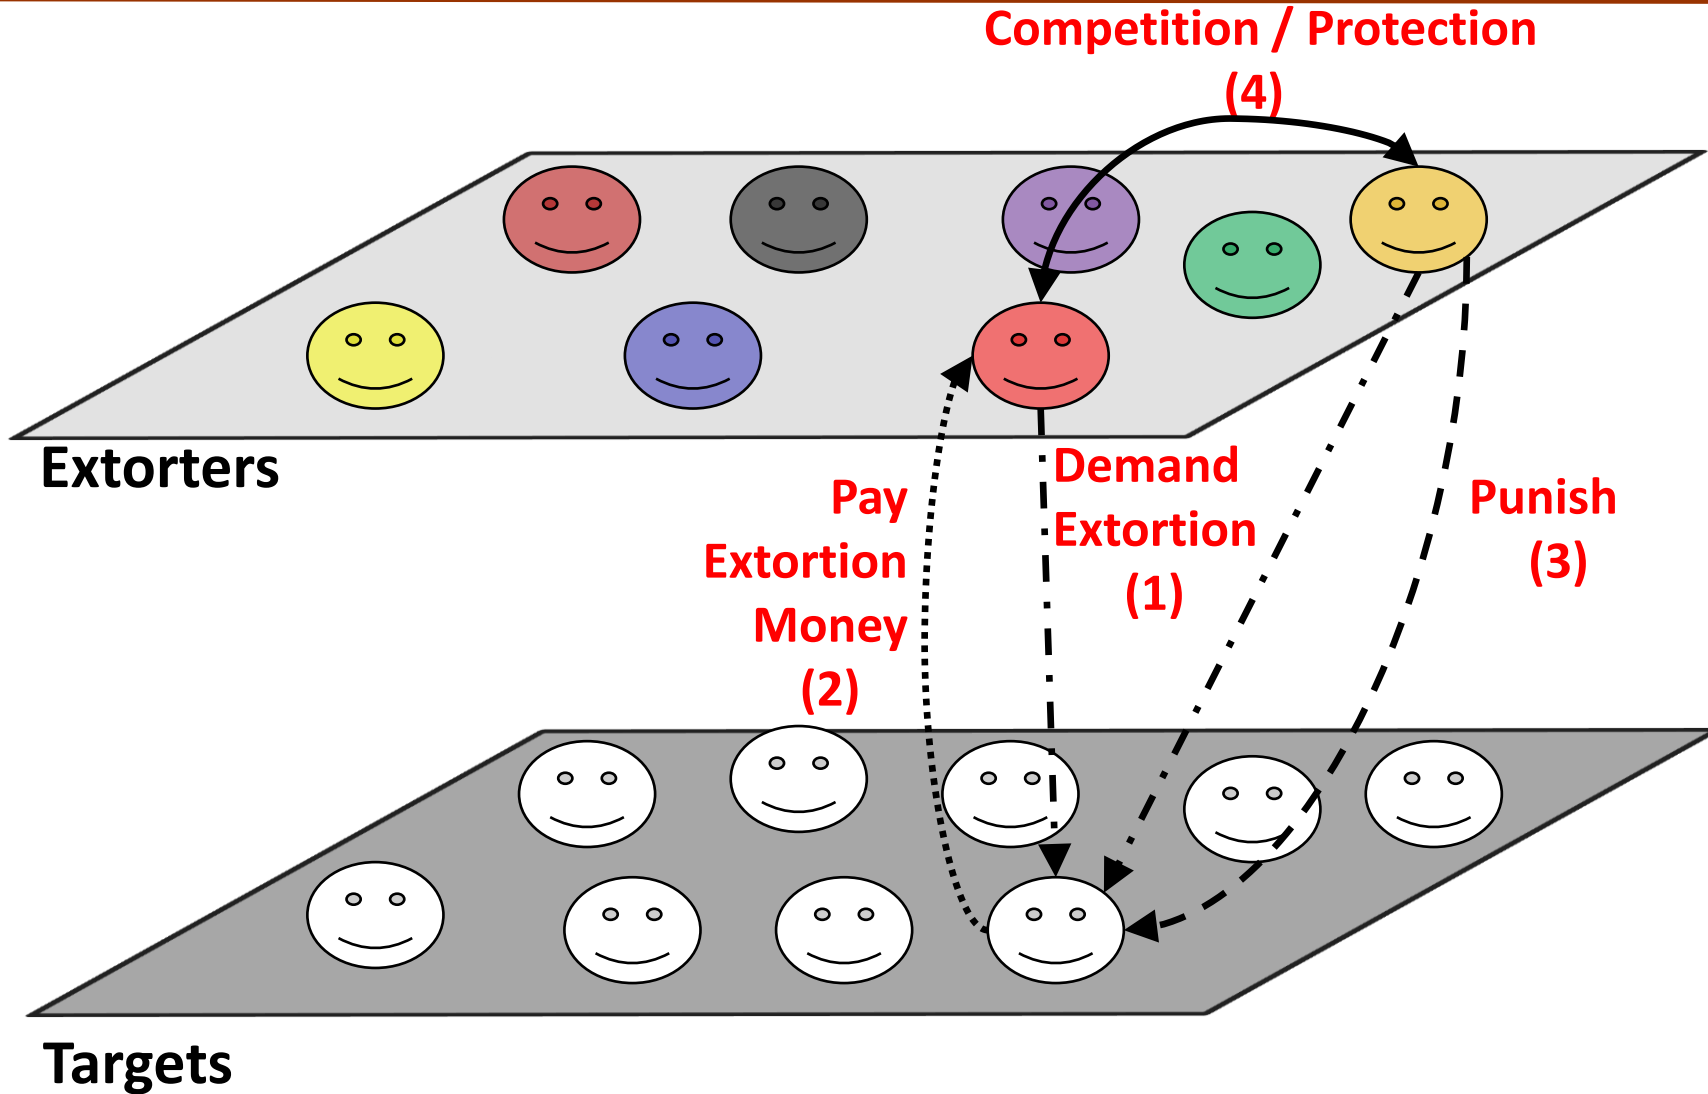 Competition / Protection
(4)
Extorters
Demand
Extortion
(1)
Pay
Extortion
Money
(2)
Punish
(3)
Targets